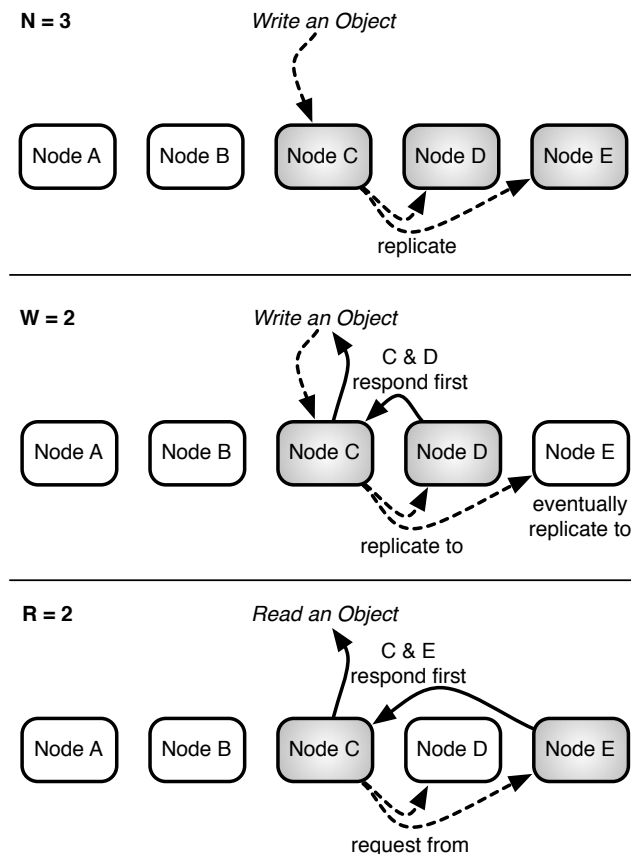 N = 3
Write an Object
Node A
Node B
Node C
Node D
Node E
replicate
W = 2
Write an Object
C & D
respond first
Node A
Node B
Node C
Node D
Node E
eventually
replicate to
replicate to
R = 2
Read an Object
C & E
respond first
Node A
Node B
Node C
Node D
Node E
request from